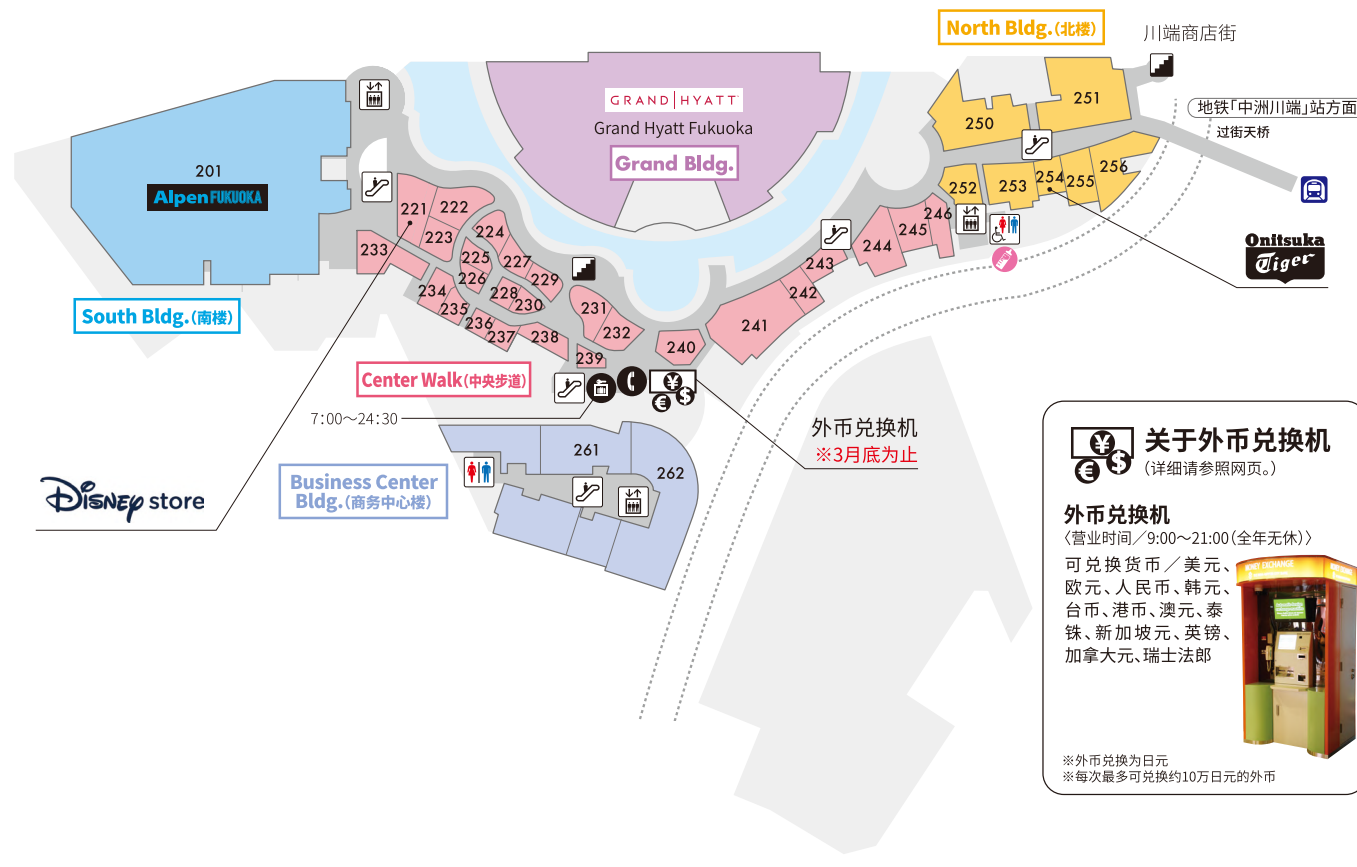 North Bldg.(北楼)
川端商店街
地铁「中洲川端」站方面
过街天桥
GRAND|HYATT
Grand Hyatt Fukuoka
Grand Bldg.
250
251
252
253
254
255
256
201
Alpen FUKUOKA
221
222
223
224
225
226
227
228
229
230
231
232
233
234
235
236
237
238
239
240
241
242
243
244
245
246
Onitsuka
Tiger
South Bldg.(南楼)
Center Walk(中央步道)
7:00～24:30
¥
€
$
外币兑换机
※3月底为止
261
262
Business Center
Bldg.(商务中心楼)
Disney store
¥
€
$
关于外币兑换机
(详细请参照网页。)
外币兑换机
〈营业时间／9:00～21:00(全年无休)〉
可兑换货币／美元、
欧元、人民币、韩元、
台币、港币、澳元、泰
铢、新加坡元、英镑、
加拿大元、瑞士法郎
MONEY EXCHANGE
※外币兑换为日元
※每次最多可兑换约10万日元的外币